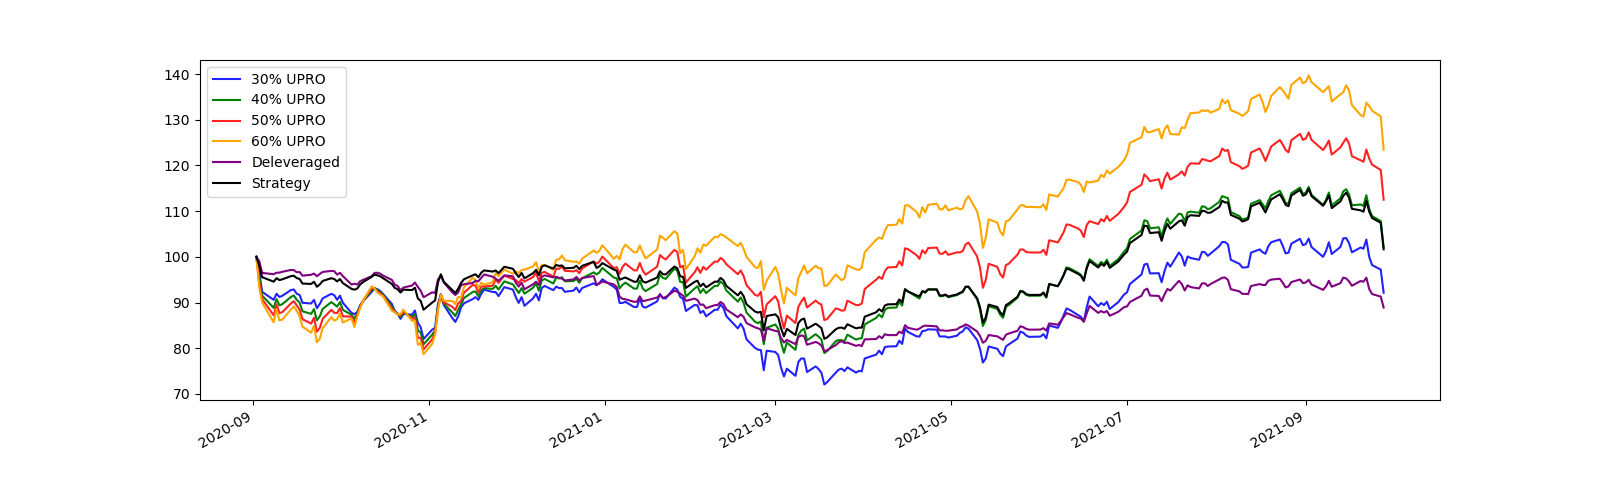 140
130
120
110
100
90
80
70
30% UPRO
40% UPRO
50% UPRO
60% UPRO
Deleveraged
Strategy
2020-09
2020-11
2021-01
2021-03
2021-05
2021-07
2021-09